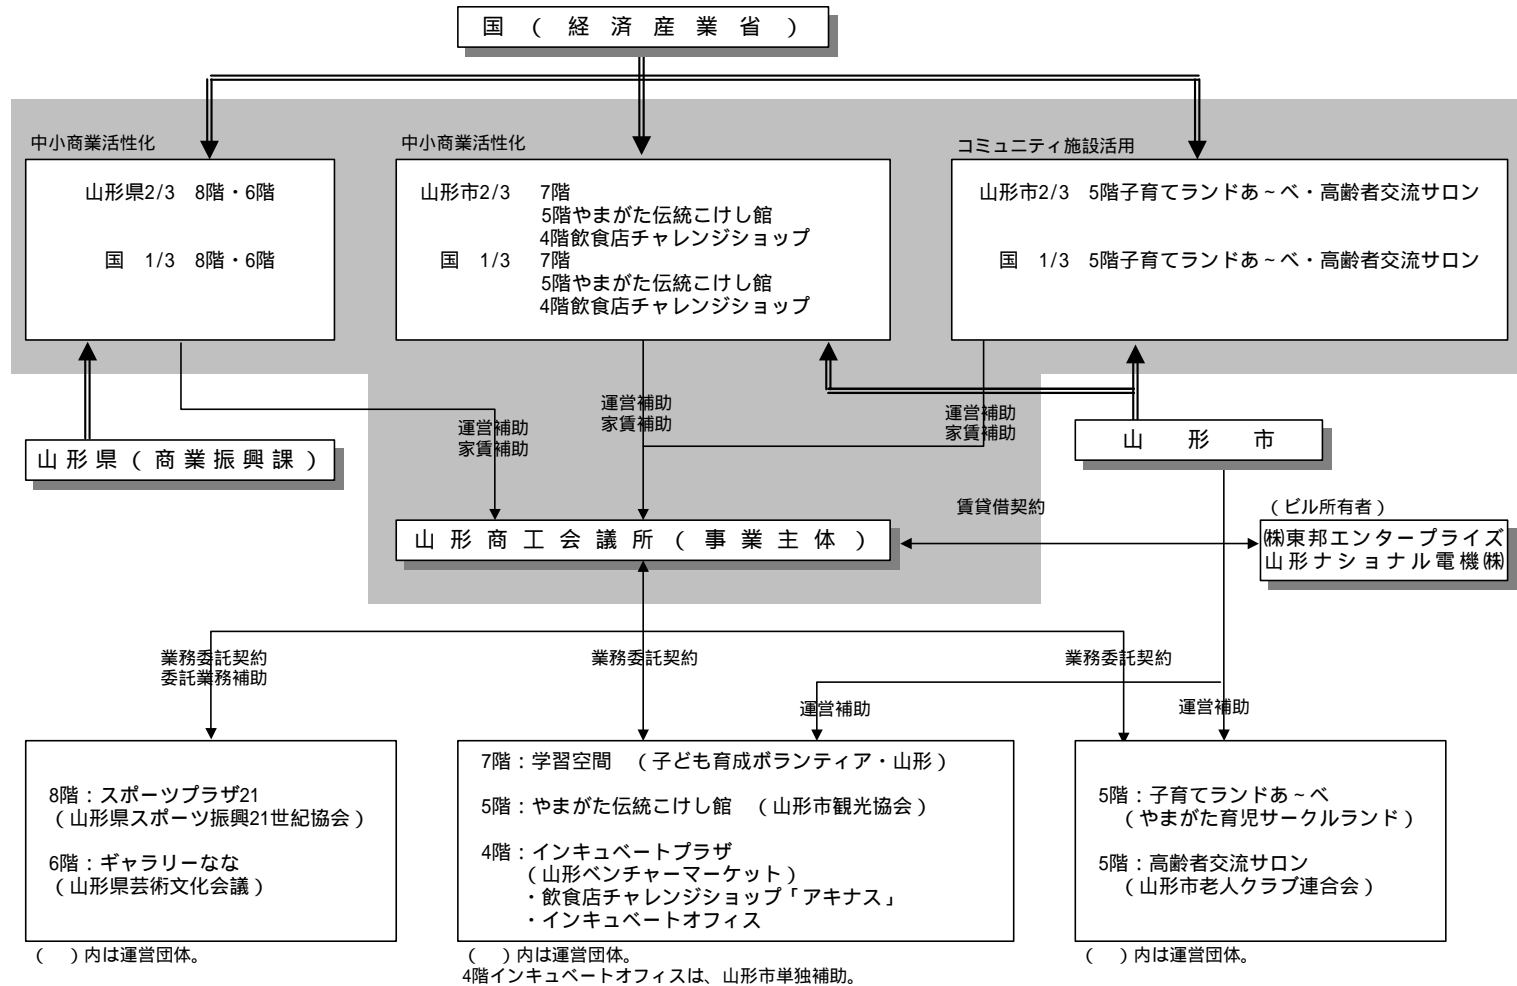 国（経済産業省）
中小商業活性化
山形県2/3 8階・6階
国 1/3 8階・6階
中小商業活性化
山形市2/3 7階
5階やまがた伝統こけし館
4階飲食店チャレンジショップ
国 1/3 7階
5階やまがた伝統こけし館
4階飲食店チャレンジショップ
コミュニティ施設活用
山形市2/3 5階子育てランドあ～べ・高齢者交流サロン
国 1/3 5階子育てランドあ～べ・高齢者交流サロン
運営補助
家賃補助
運営補助
家賃補助
運営補助
家賃補助
山形県（商業振興課）
山形市
山形商工会議所（事業主体）
賃貸借契約
（ビル所有者）
㈱東邦エンタープライズ
山形ナショナル電機㈱
業務委託契約
委託業務補助
業務委託契約
業務委託契約
運営補助
運営補助
8階：スポーツプラザ21
（山形県スポーツ振興21世紀協会）
6階：ギャラリーなな
（山形県芸術文化会議）
（　）内は運営団体。
7階：学習空間　（子ども育成ボランティア・山形）
5階：やまがた伝統こけし館　（山形市観光協会）
4階：インキュベートプラザ
（山形ベンチャーマーケット）
・飲食店チャレンジショップ「アキナス」
・インキュベートオフィス
（　）内は運営団体。
4階インキュベートオフィスは、山形市単独補助。
5階：子育てランドあ～べ
（やまがた育児サークルランド）
5階：高齢者交流サロン
（山形市老人クラブ連合会）
（　）内は運営団体。